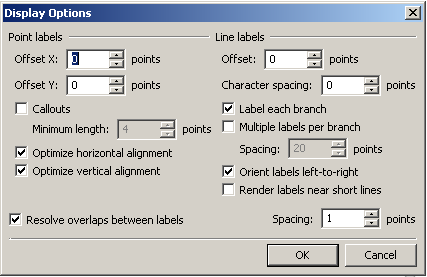 Display Options
Point labels
Offset X: 0 points
Offset Y: 0 points
Callouts
Minimum length: 4 points
Optimize horizontal alignment
Optimize vertical alignment
Line labels
Offset: 0 points
Character spacing: 0 points
Label each branch
Multiple labels per branch
Spacing: 20 points
Orient labels left-to-right
Render labels near short lines
Resolve overlaps between labels
Spacing: 1 points
OK Cancel